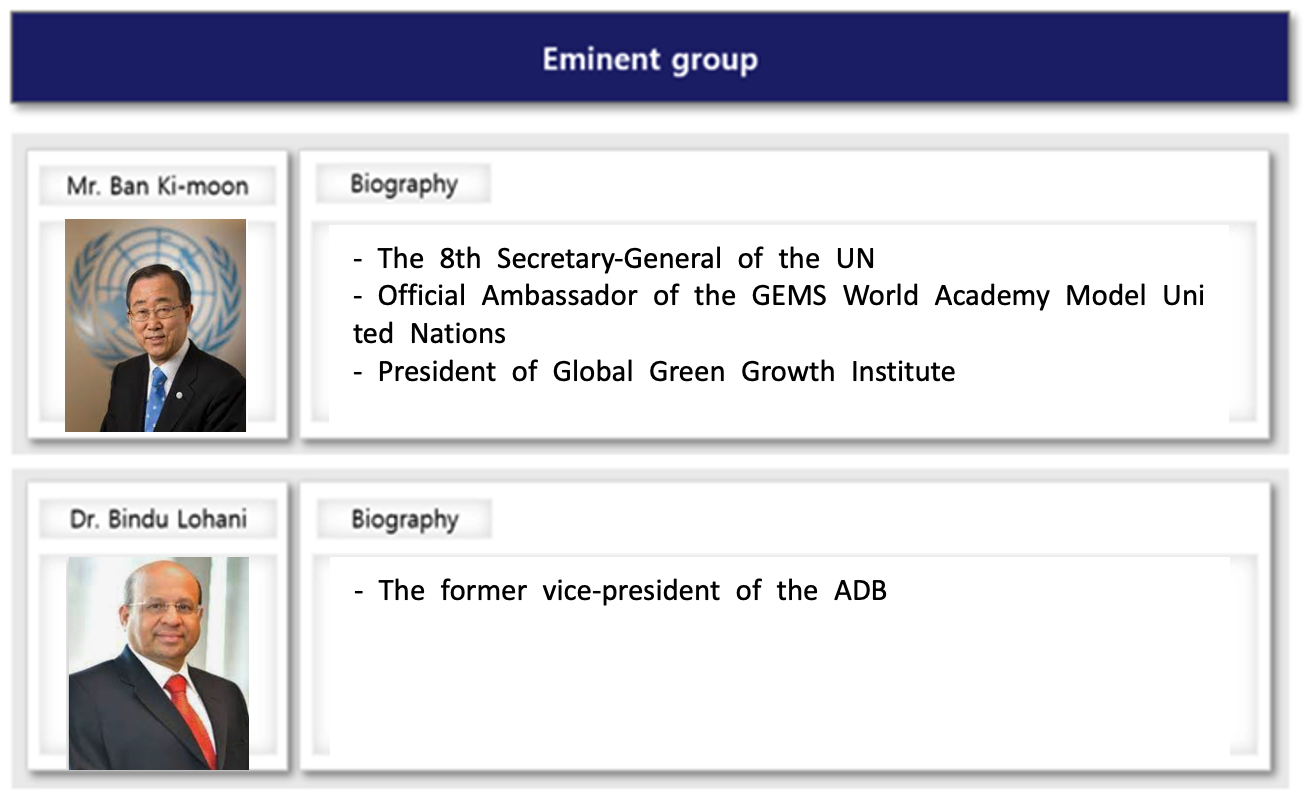 Eminent group
Mr. Ban Ki-moon
Biography
- The 8th Secretary-General of the UN
- Official Ambassador of the GEMS World Academy Model Uni
ted Nations
- President of Global Green Growth Institute
Dr. Bindu Lohani
Biography
- The former vice-president of the ADB